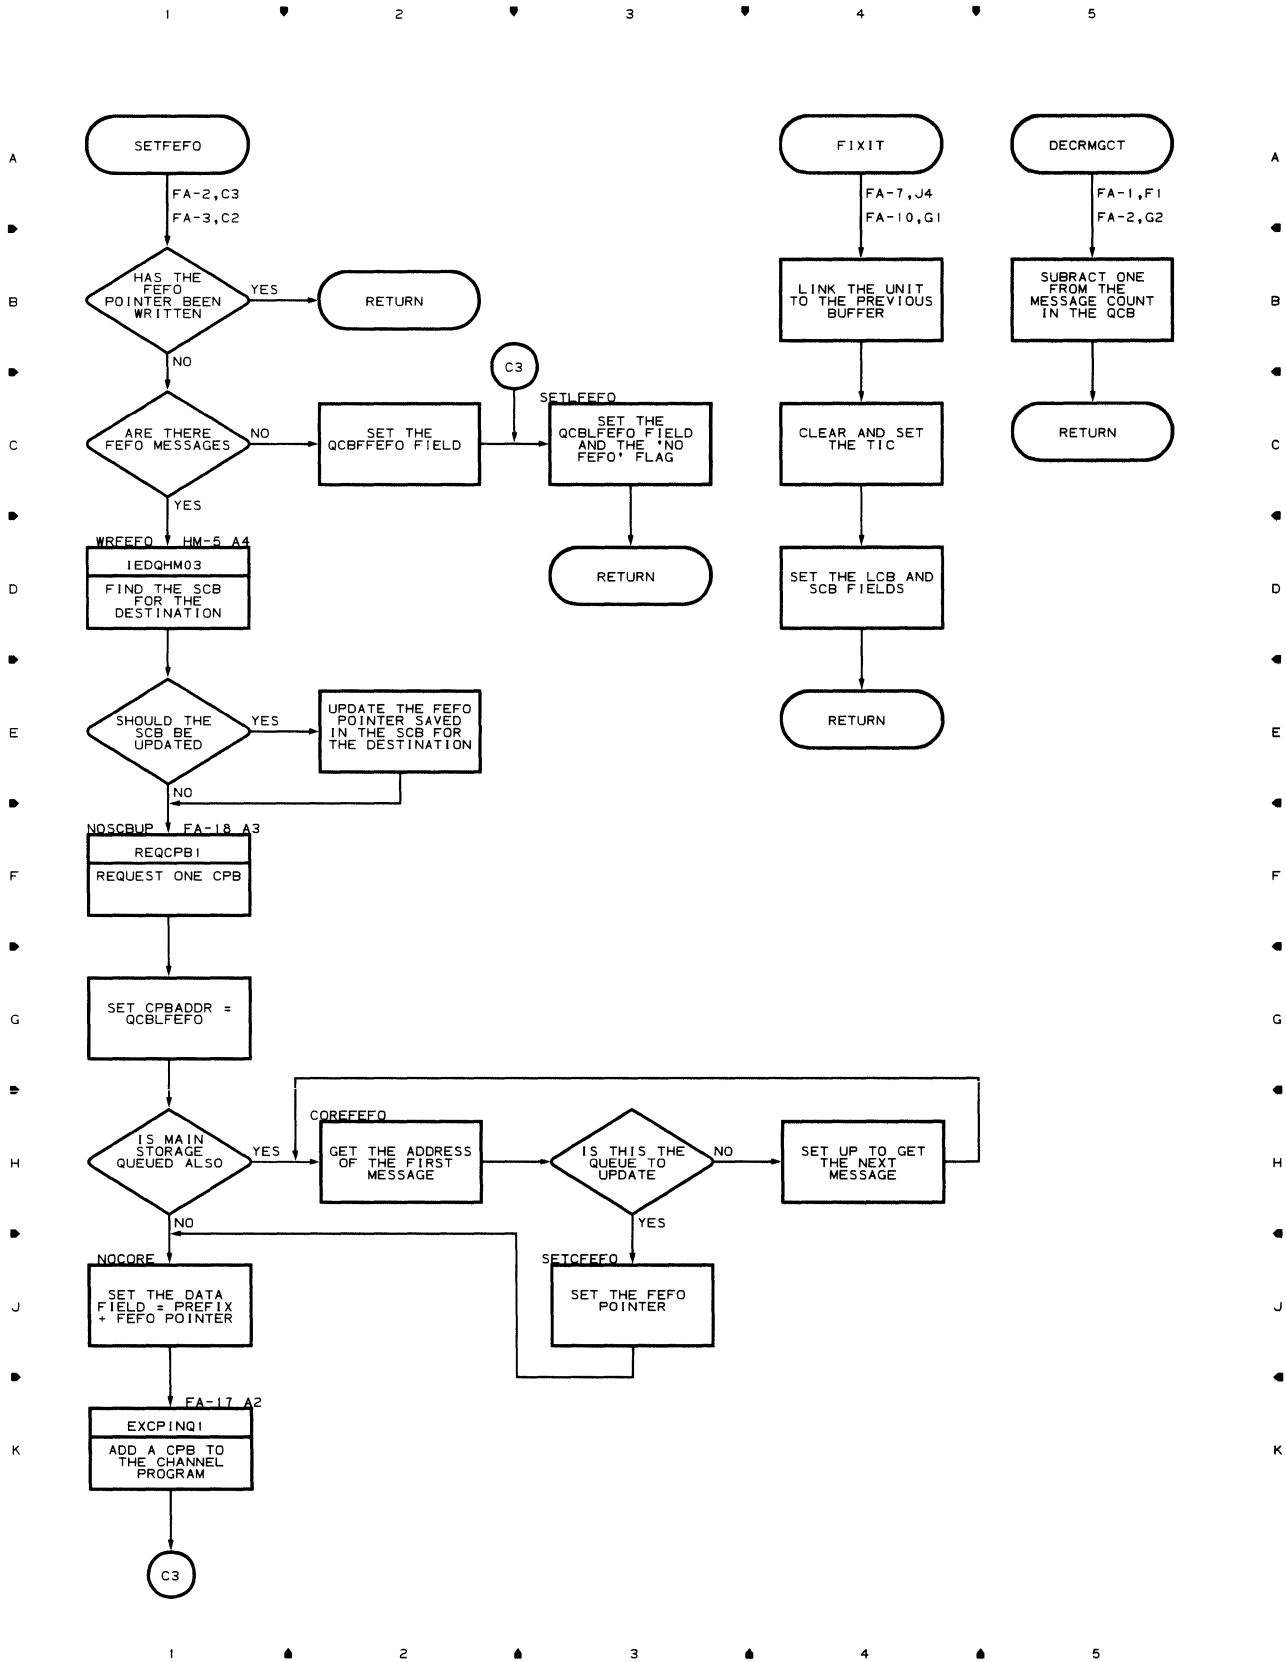 1 2 3 4 5
A
SETFEFO
FIXIT
DECRMGCT
A
FA-2,C3
FA-3,C2
FA-7,J4
FA-10,G1
FA-1,F1
FA-2,G2
B
HAS THE
FEFO
POINTER BEEN
WRITTEN
YES
RETURN
LINK THE UNIT
TO THE PREVIOUS
BUFFER
SUBRACT ONE
FROM THE
MESSAGE COUNT
IN THE QCB
B
NO
C3
C
ARE THERE
FEFO MESSAGES
NO
SET THE
QCBFFEFO FIELD
SETLFEFO
SET THE
QCBLFEFO FIELD
AND THE 'NO
FEFO' FLAG
CLEAR AND SET
THE TIC
RETURN
C
YES
WRFEFO HM-5 A4
D
IEDQHM03
FIND THE SCB
FOR THE
DESTINATION
RETURN
SET THE LCB AND
SCB FIELDS
D
E
SHOULD THE
SCB BE
UPDATED
YES
UPDATE THE FEFO
POINTER SAVED
IN THE SCB FOR
THE DESTINATION
RETURN
E
NO
NOSCBUP FA-18 A3
F
REQCPB1
REQUEST ONE CPB
F
G
SET CPBADDR =
QCBLFEFO
G
H
IS MAIN
STORAGE
QUEUED ALSO
YES
COREFEFO
GET THE ADDRESS
OF THE FIRST
MESSAGE
IS THIS THE
QUEUE TO
UPDATE
NO
SET UP TO GET
THE NEXT
MESSAGE
H
NO
YES
NOCORE
SETCFEFO
J
SET THE DATA
FIELD = PREFIX
+ FEFO POINTER
SET THE FEFO
POINTER
J
FA-17 A2
K
EXCPINQ1
ADD A CPB TO
THE CHANNEL
PROGRAM
K
C3
1 2 3 4 5